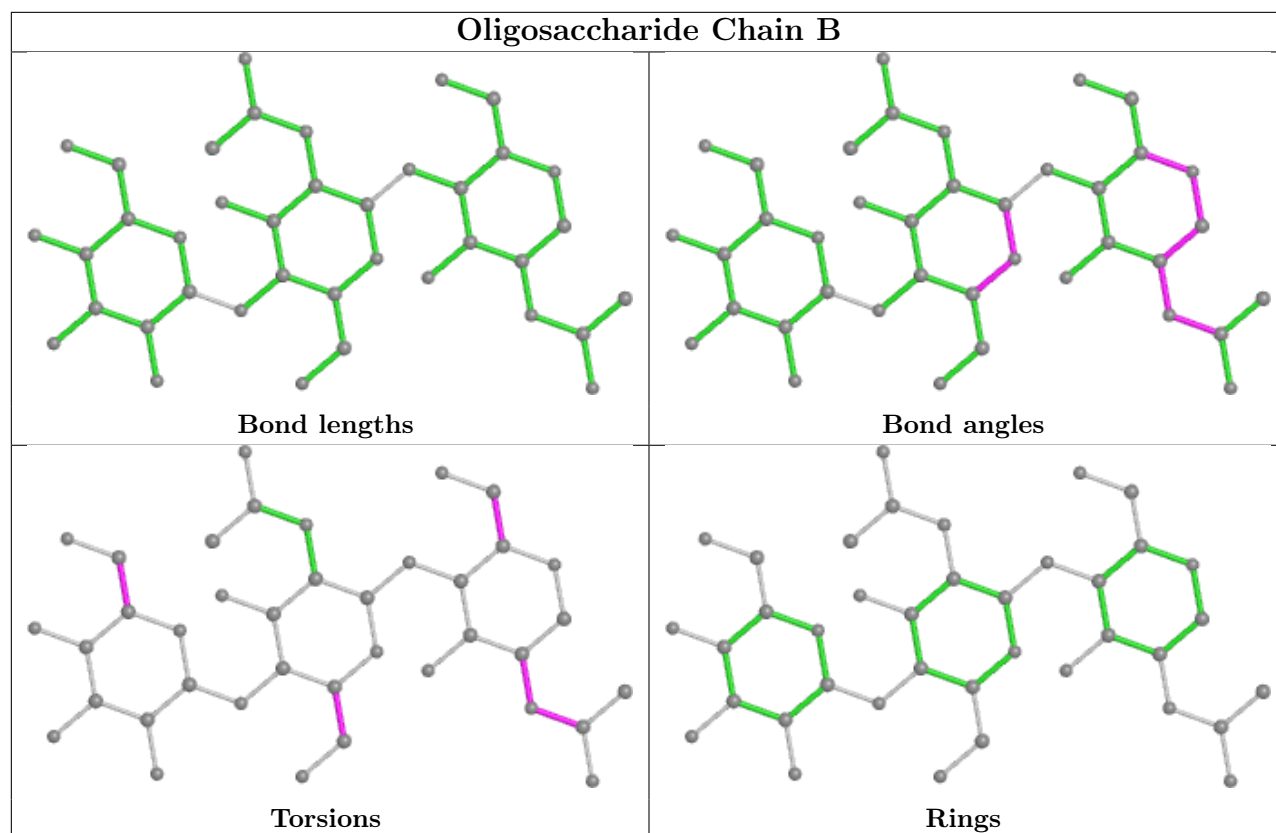 Oligosaccharide Chain B
Bond lengths
Bond angles
Torsions
Rings